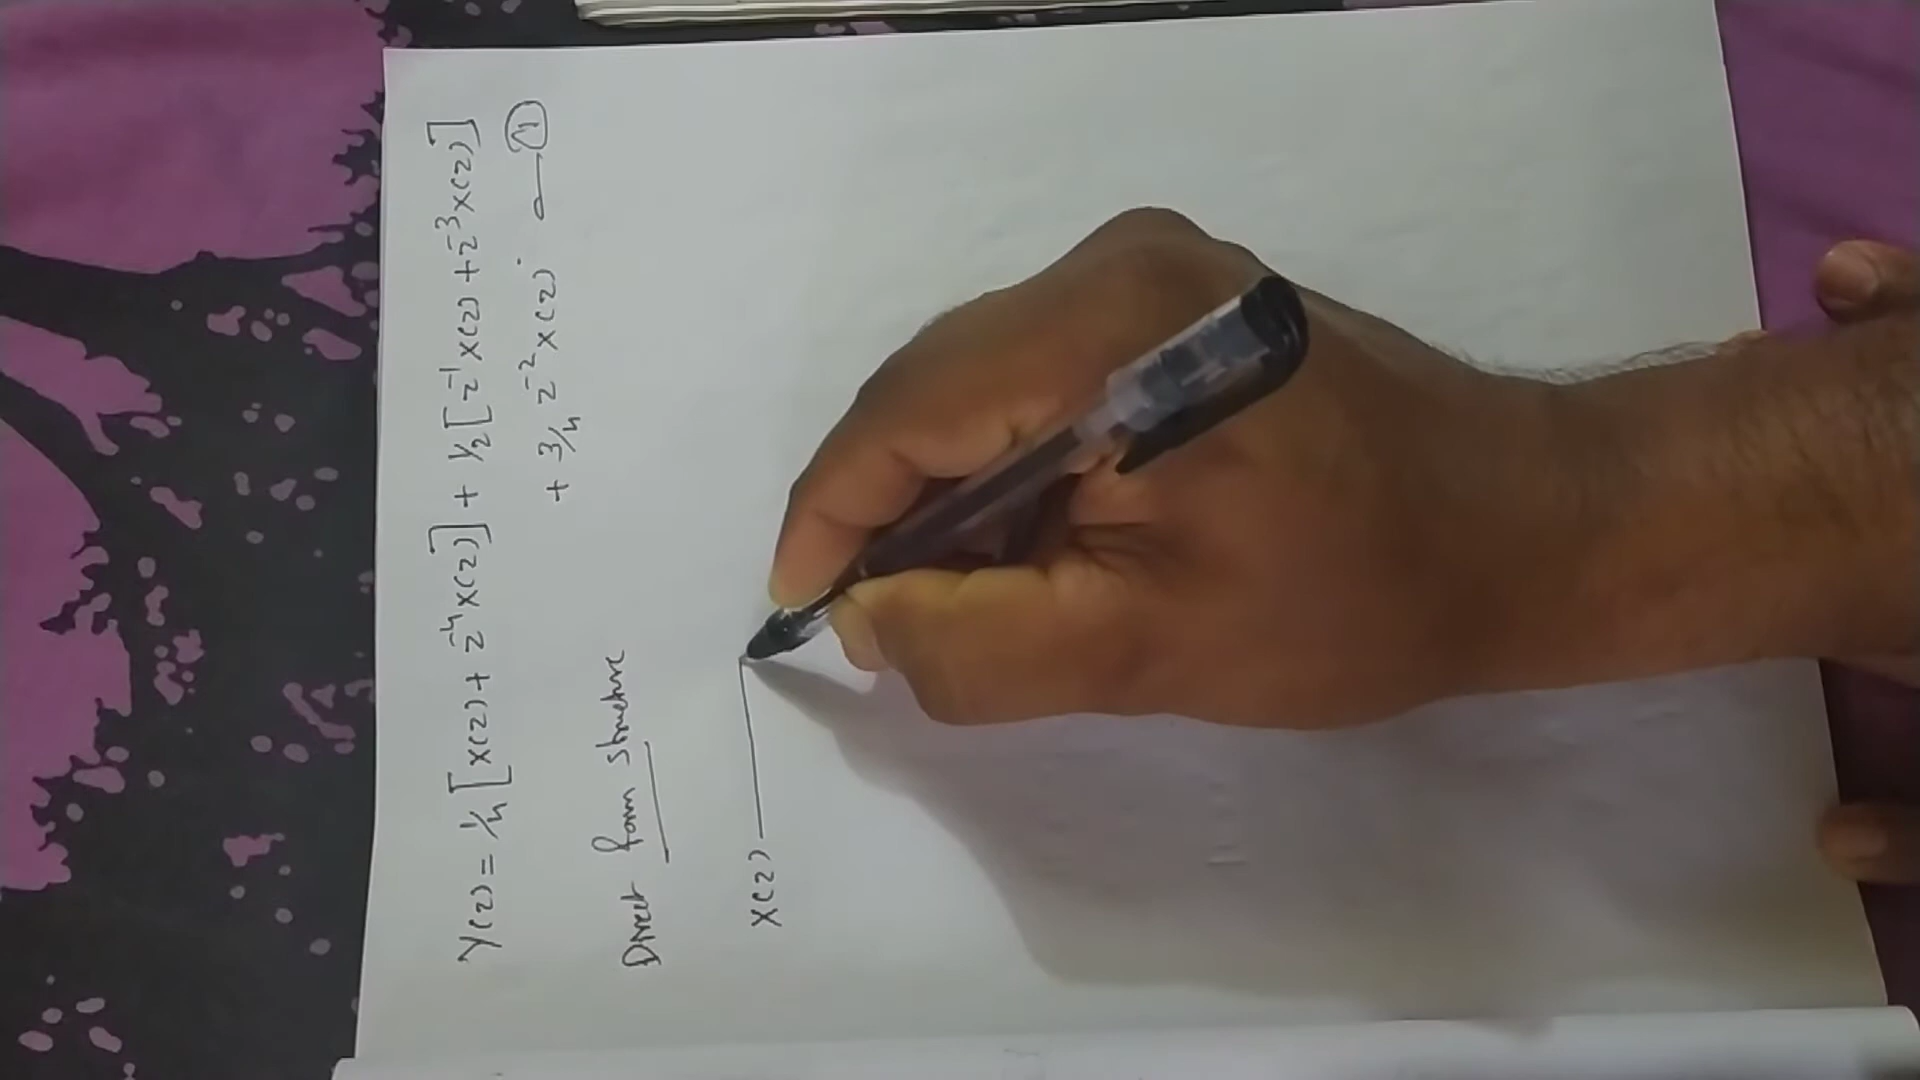 Y(z) = 1/4 [X(z) + z⁻⁴ X(z)] + 1/2 [z⁻¹ X(z) + z⁻³ X(z)]
+ 3/4 z⁻² X(z) — (1)
Direct form structure
X(z)